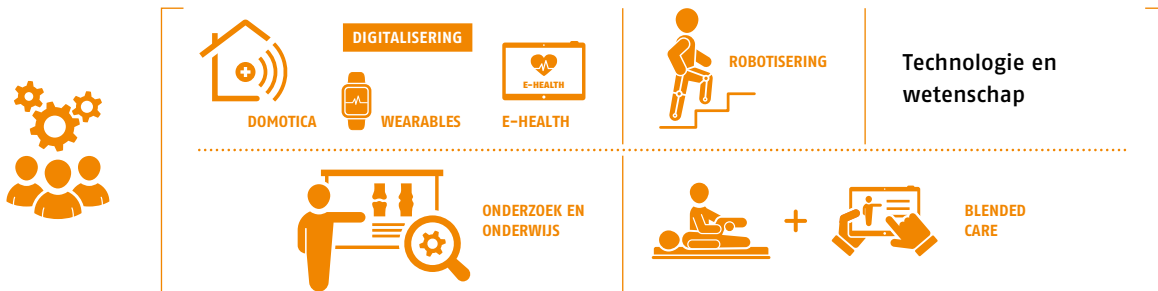 DIGITALISERING
E-HEALTH
DOMOTICA
WEARABLES
E-HEALTH
ROBOTISERING
Technologie en
wetenschap
ONDERZOEK EN
ONDERWIJS
BLENDED
CARE